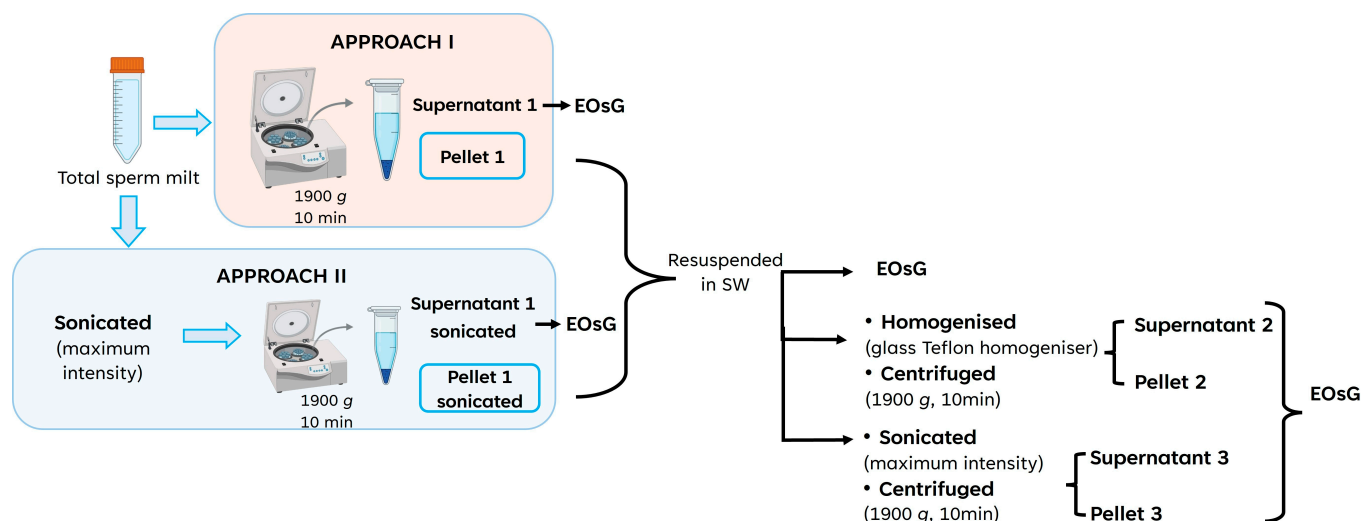 APPROACH I
Total sperm milt
1900 g
10 min
Supernatant 1
EOsG
Pellet 1
APPROACH II
Sonicated
(maximum
intensity)
1900 g
10 min
Supernatant 1
sonicated
EOsG
Pellet 1
sonicated
Resuspended
in SW
EOsG
• Homogenised
(glass Teflon homogeniser)
• Centrifuged
(1900 g, 10min)
Supernatant 2
Pellet 2
• Sonicated
(maximum intensity)
• Centrifuged
(1900 g, 10min)
Supernatant 3
Pellet 3
EOsG